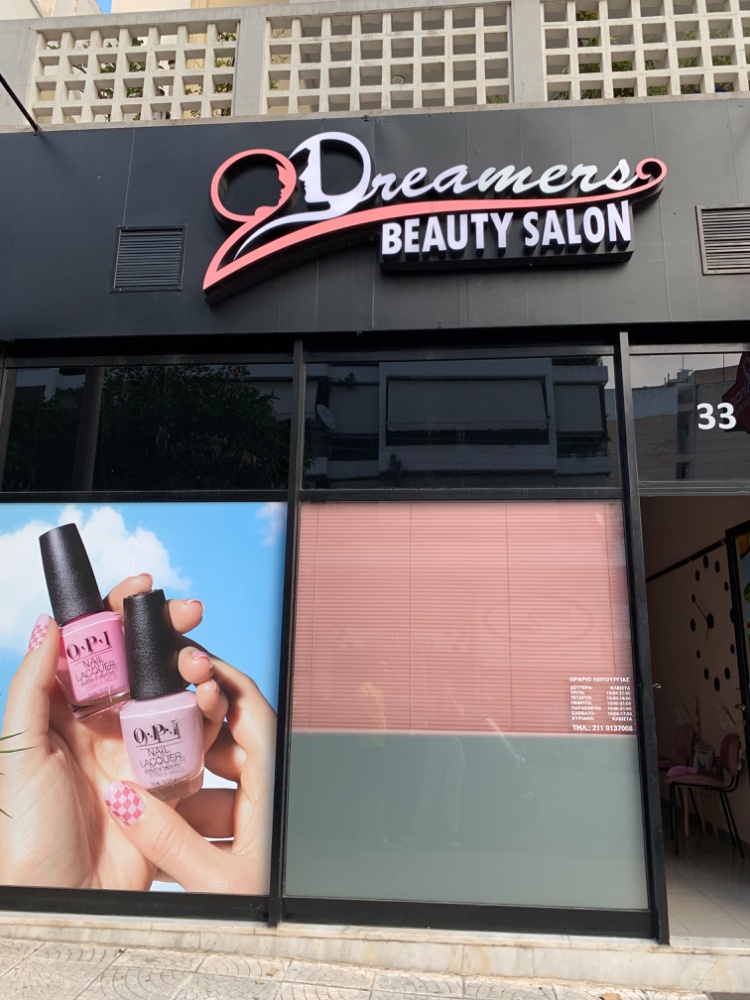 2Dreamers
BEAUTY SALON
33
O·P·I
NAIL
LACQUER
O·P·I
NAIL
LACQUER
ΩΡΑΡΙΟ ΛΕΙΤΟΥΡΓΙΑΣ
ΔΕΥΤΕΡΑ: ΚΛΕΙΣΤΑ
ΤΡΙΤΗ:
ΤΕΤΑΡΤΗ:
ΠΕΜΠΤΗ:
ΠΑΡΑΣΚΕΥΗ:
ΣΑΒΒΑΤΟ:
ΚΥΡΙΑΚΗ: ΚΛΕΙΣΤΑ
ΤΗΛ.: 211 0137008